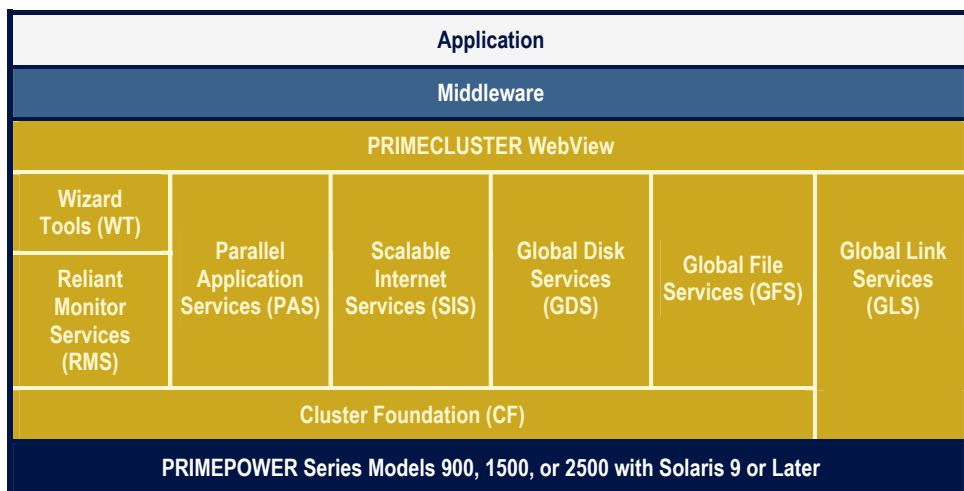 Application
Middleware
PRIMECLUSTER WebView
Wizard
Tools (WT)
Reliant
Monitor
Services
(RMS)
Parallel
Application
Services (PAS)
Scalable
Internet
Services (SIS)
Global Disk
Services
(GDS)
Global File
Services (GFS)
Global Link
Services
(GLS)
Cluster Foundation (CF)
PRIMEPOWER Series Models 900, 1500, or 2500 with Solaris 9 or Later